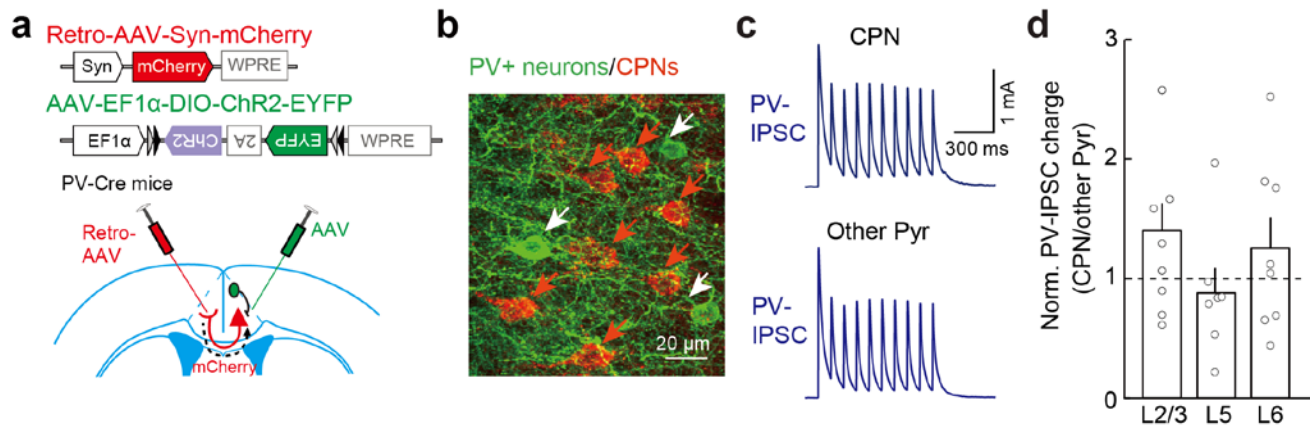 a
Retro-AAV-Syn-mCherry
Syn mCherry WPRE
AAV-EF1α-DIO-ChR2-EYFP
EF1α ChR2 2A EYFP WPRE
PV-Cre mice
Retro-
AAV
AAV
mCherry
b
PV+ neurons/CPNs
20 µm
c
CPN
PV-
IPSC
1 mA
300 ms
Other Pyr
PV-
IPSC
d
Norm. PV-IPSC charge
(CPN/other Pyr)
3
2
1
0
L2/3 L5 L6